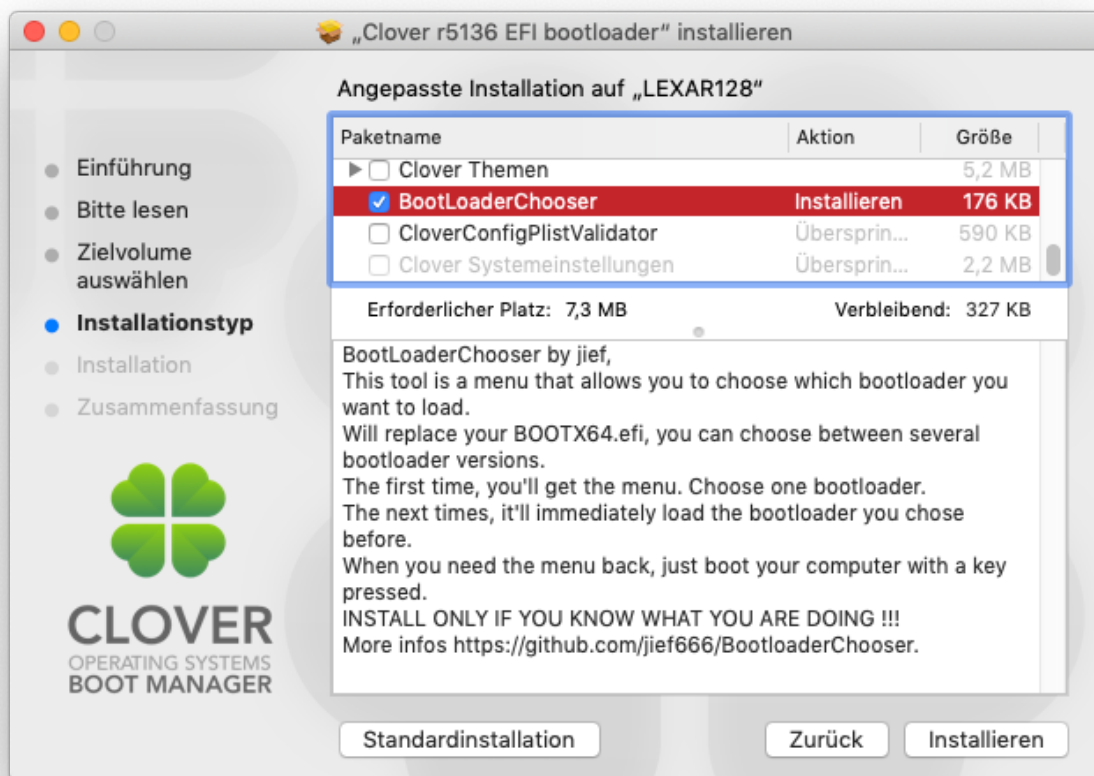 „Clover r5136 EFI bootloader“ installieren
Angepasste Installation auf „LEXAR128“
Einführung
Bitte lesen
Zielvolume
auswählen
Installationstyp
Installation
Zusammenfassung
CLOVER
OPERATING SYSTEMS
BOOT MANAGER
Paketname Aktion Größe
Clover Themen 5,2 MB
BootLoaderChooser Installieren 176 KB
CloverConfigPlistValidator Übersprin... 590 KB
Clover Systemeinstellungen Übersprin... 2,2 MB
Erforderlicher Platz: 7,3 MB Verbleibend: 327 KB
BootLoaderChooser by jief,
This tool is a menu that allows you to choose which bootloader you
want to load.
Will replace your BOOTX64.efi, you can choose between several
bootloader versions.
The first time, you'll get the menu. Choose one bootloader.
The next times, it'll immediately load the bootloader you chose
before.
When you need the menu back, just boot your computer with a key
pressed.
INSTALL ONLY IF YOU KNOW WHAT YOU ARE DOING !!!
More infos https://github.com/jief666/BootloaderChooser.
Standardinstallation Zurück Installieren